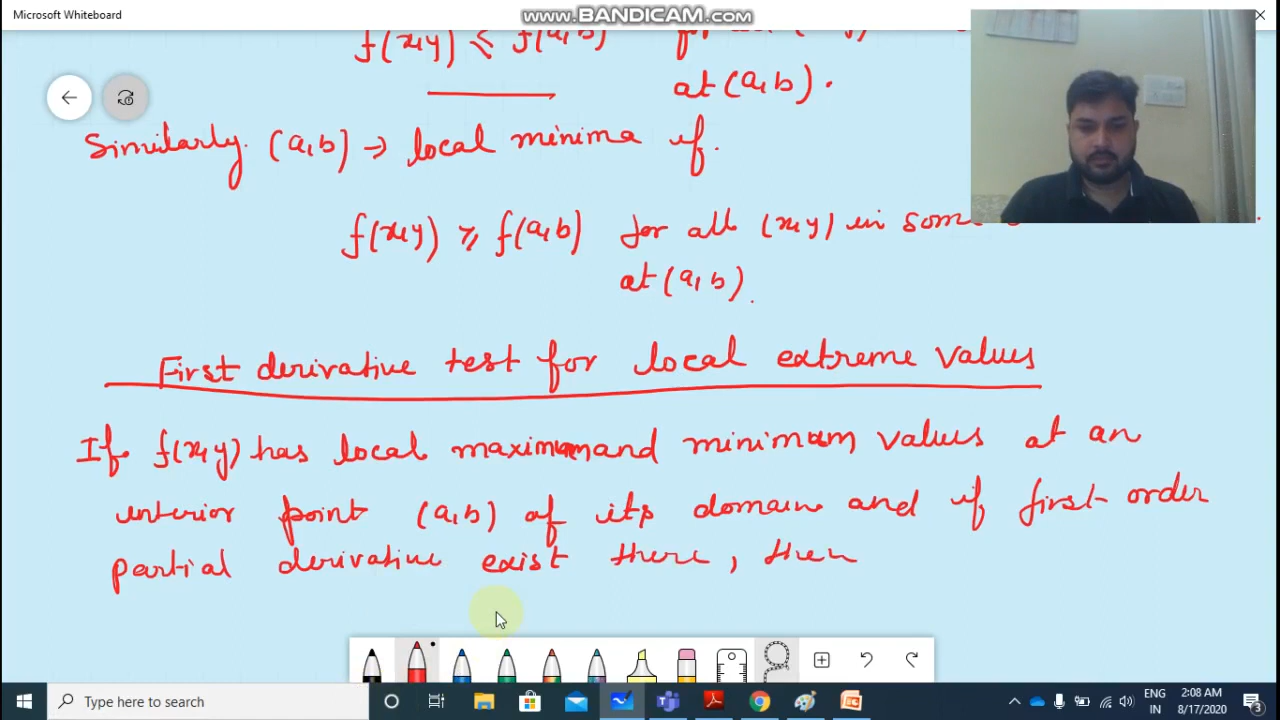 www.BANDICAM.com
Microsoft Whiteboard
f(x,y) ≤ f(a,b)
at (a,b).
Similarly (a,b) → local minima if
f(x,y) ≥ f(a,b) for all (x,y) in some
at (a,b).
First derivative test for local extreme values
If f(x,y) has local maximum and minimum values at an
interior point (a,b) of its domain and if first order
partial derivative exist there, then
Type here to search
ENG
IN
2:08 AM
8/17/2020
3